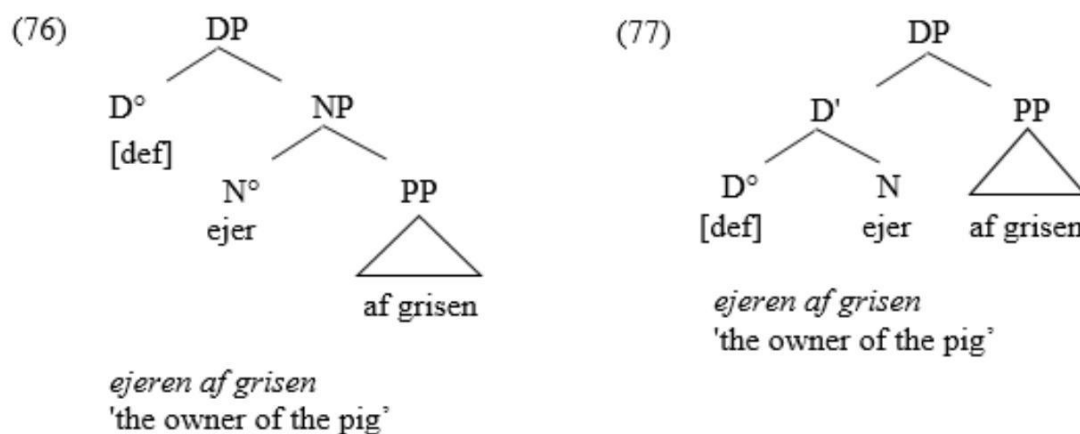 (76) DP
D° NP
[def]
N° PP
ejer
af grisen
ejeren af grisen
'the owner of the pig'
(77) DP
D' PP
D° N
[def] ejer af grisen
ejeren af grisen
'the owner of the pig'